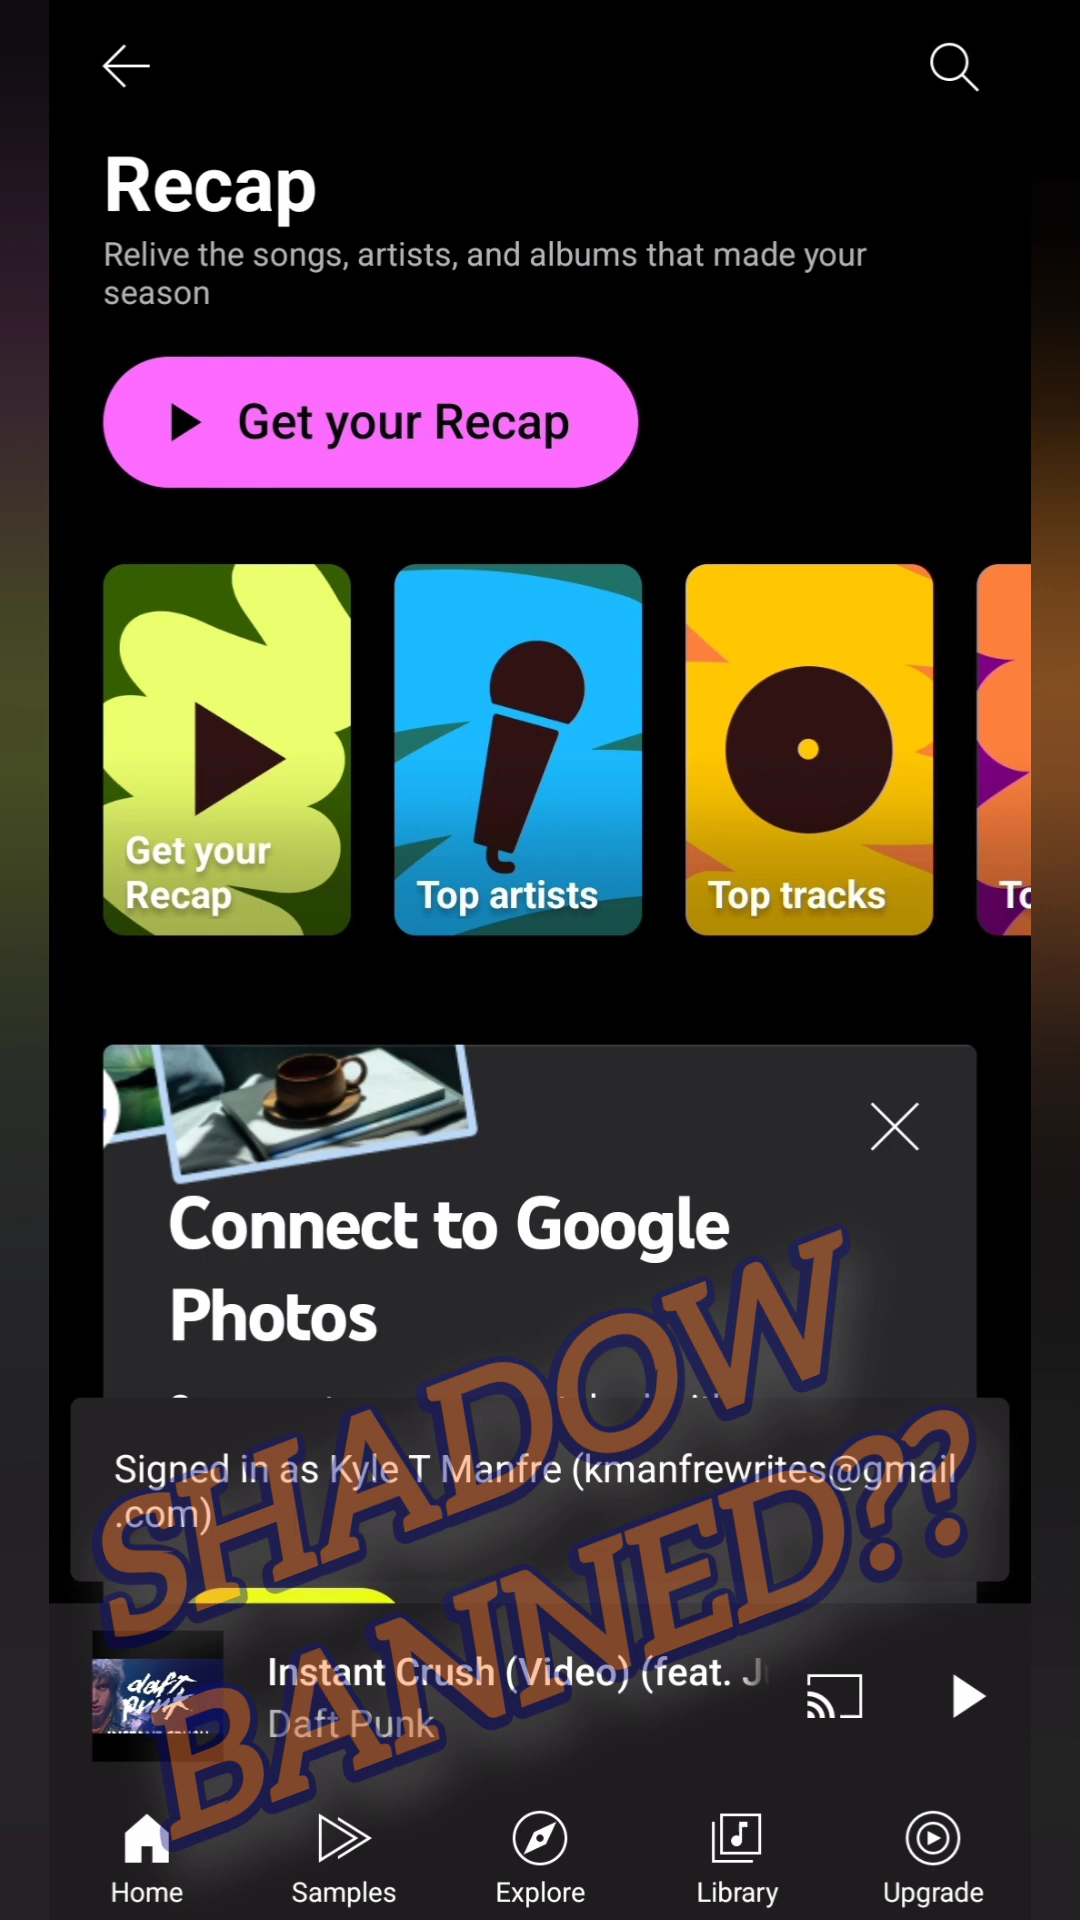 Recap
Relive the songs, artists, and albums that made your
season
Get your Recap
Get your
Recap
Top artists
Top tracks
Connect to Google
Photos
Signed in as Kyle T Manfre (kmanfrewrites@gmail
.com)
SHADOW
BANNED??
Instant Crush (Video) (feat. J
Daft Punk
daft
punk
Home
Samples
Explore
Library
Upgrade